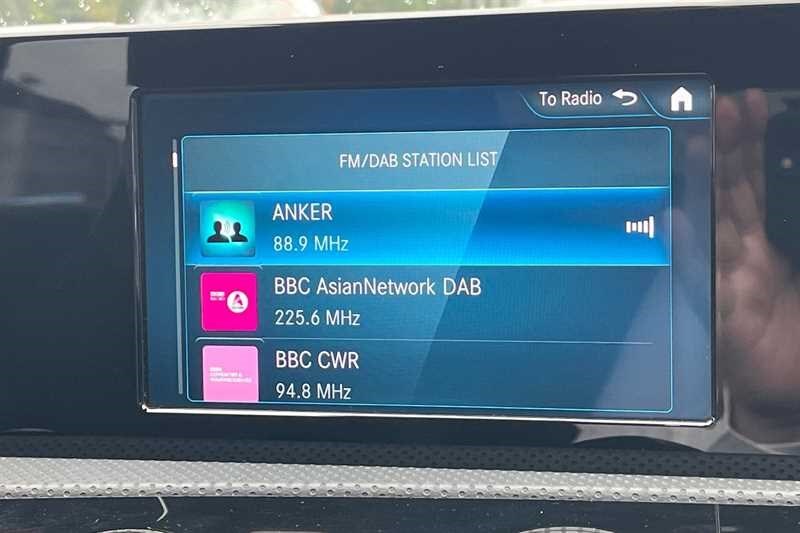 To Radio
FM/DAB STATION LIST
ANKER
88.9 MHz
BBC AsianNetwork DAB
225.6 MHz
BBC CWR
94.8 MHz